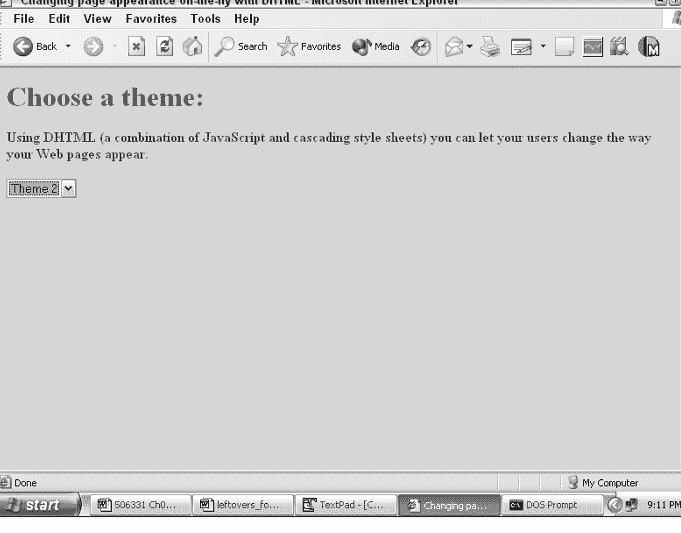 Changing page appearance on-the-fly with DHTML - Microsoft Internet Explorer
File Edit View Favorites Tools Help
Back Search Favorites Media
Choose a theme:
Using DHTML (a combination of JavaScript and cascading style sheets) you can let your users change the way
your Web pages appear.
Theme 2
Done My Computer
start 506331 Ch0... leftovers_fo... TextPad - [C... Changing pa... DOS Prompt 9:11 PM